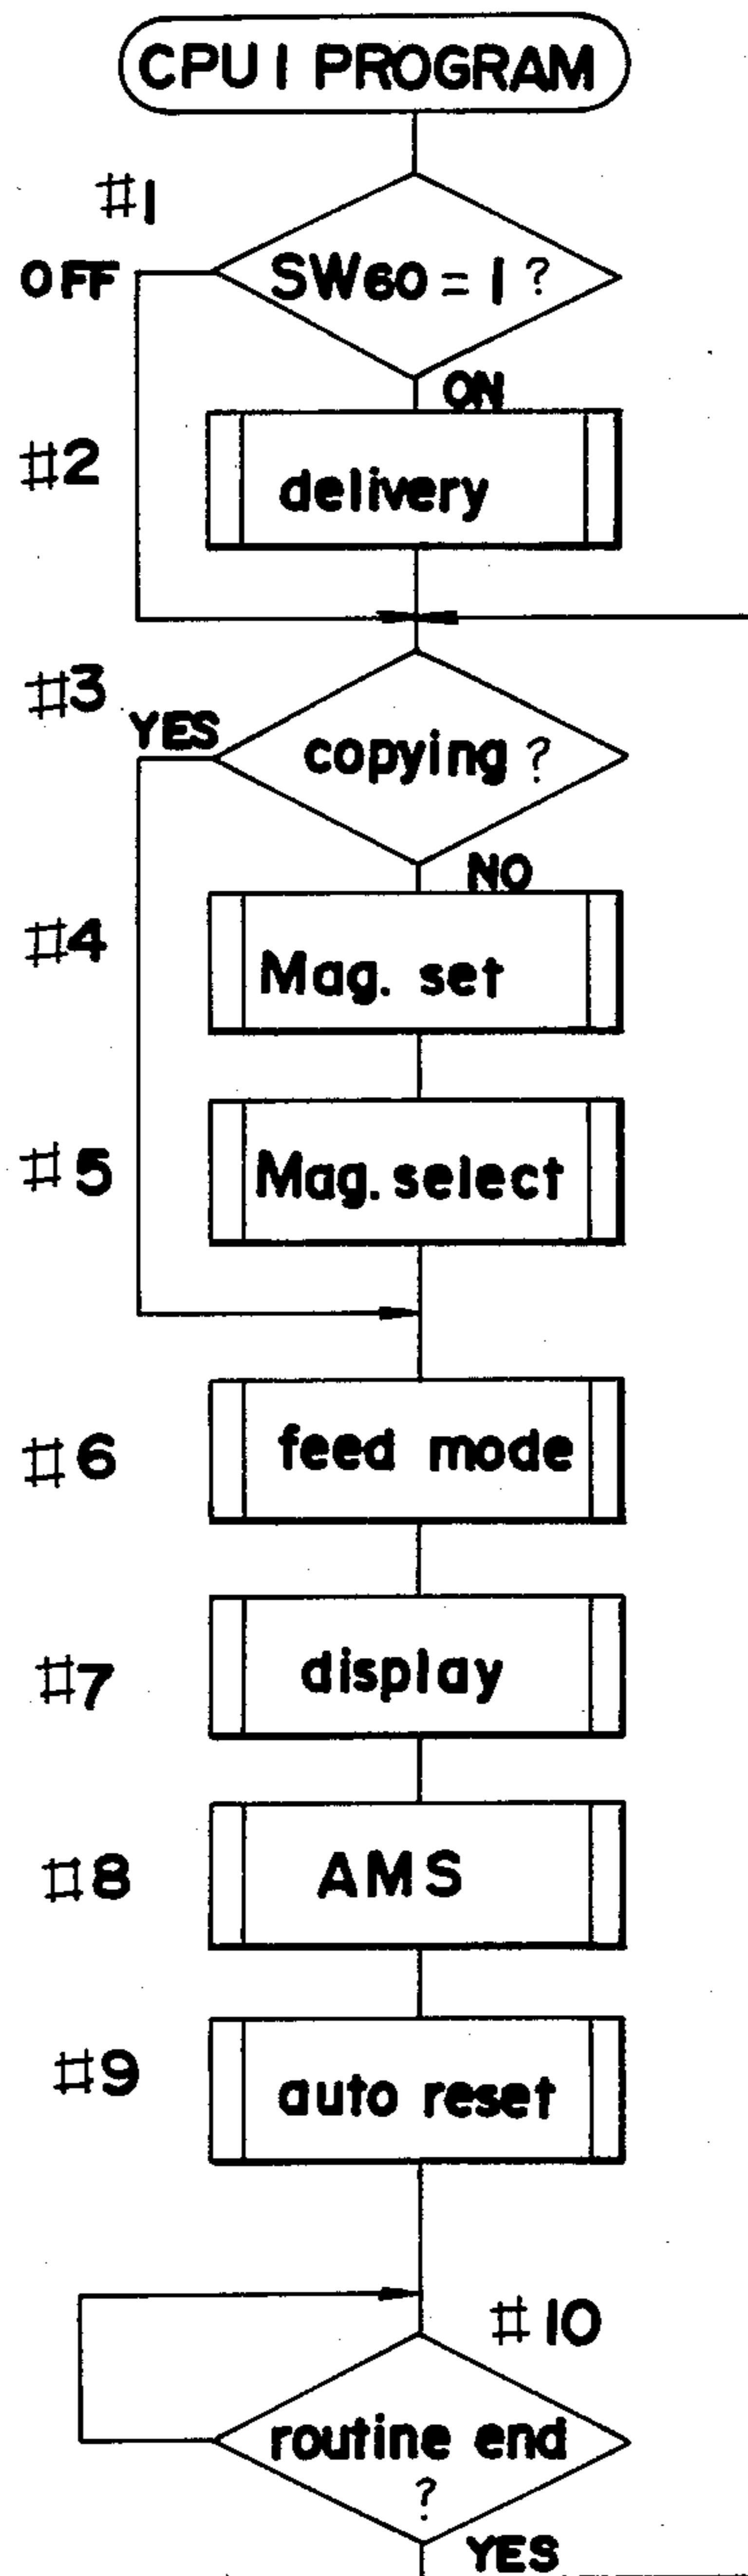 CPU1 PROGRAM
#1
OFF
SW60 = 1 ?
ON
#2
delivery
#3
YES
copying ?
NO
#4
Mag. set
#5
Mag. select
#6
feed mode
#7
display
#8
AMS
#9
auto reset
#10
routine end
?
YES